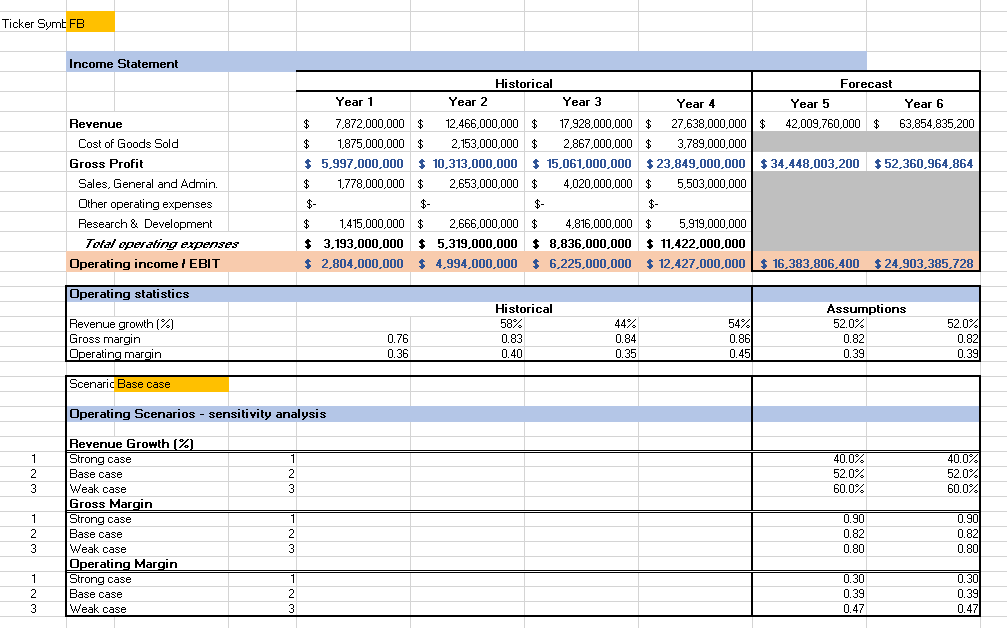 Ticker Symb FB
Income Statement
Historical Forecast
Year 1 Year 2 Year 3 Year 4 Year 5 Year 6
Revenue $ 7,872,000,000 $ 12,466,000,000 $ 17,928,000,000 $ 27,638,000,000 $ 42,009,760,000 $ 63,854,835,200
Cost of Goods Sold $ 1,875,000,000 $ 2,153,000,000 $ 2,867,000,000 $ 3,789,000,000
Gross Profit $ 5,997,000,000 $ 10,313,000,000 $ 15,061,000,000 $ 23,849,000,000 $ 34,448,003,200 $ 52,360,964,864
Sales, General and Admin. $ 1,778,000,000 $ 2,653,000,000 $ 4,020,000,000 $ 5,503,000,000
Other operating expenses $- $- $- $-
Research & Development $ 1,415,000,000 $ 2,666,000,000 $ 4,816,000,000 $ 5,919,000,000
Total operating expenses $ 3,193,000,000 $ 5,319,000,000 $ 8,836,000,000 $ 11,422,000,000
Operating income / EBIT $ 2,804,000,000 $ 4,994,000,000 $ 6,225,000,000 $ 12,427,000,000 $ 16,383,806,400 $ 24,903,385,728
Operating statistics
Historical Assumptions
Revenue growth (%) 58% 44% 54% 52.0% 52.0%
Gross margin 0.76 0.83 0.84 0.86 0.82 0.82
Operating margin 0.36 0.40 0.35 0.45 0.39 0.39
Scenaric Base case
Operating Scenarios - sensitivity analysis
Revenue Growth (%)
1 Strong case 1 40.0% 40.0%
2 Base case 2 52.0% 52.0%
3 Weak case 3 60.0% 60.0%
Gross Margin
1 Strong case 1 0.90 0.90
2 Base case 2 0.82 0.82
3 Weak case 3 0.80 0.80
Operating Margin
1 Strong case 1 0.30 0.30
2 Base case 2 0.39 0.39
3 Weak case 3 0.47 0.47